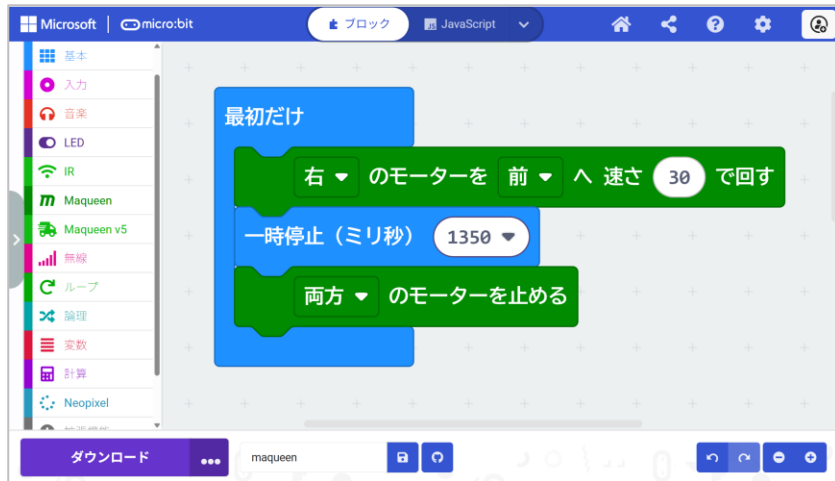 Microsoft | micro:bit
ブロック
JavaScript
基本
入力
音楽
LED
IR
Maqueen
Maqueen v5
無線
ループ
論理
変数
計算
Neopixel
最初だけ
右 のモーターを 前 へ 速さ 30 で回す
一時停止（ミリ秒） 1350
両方 のモーターを止める
ダウンロード
maqueen